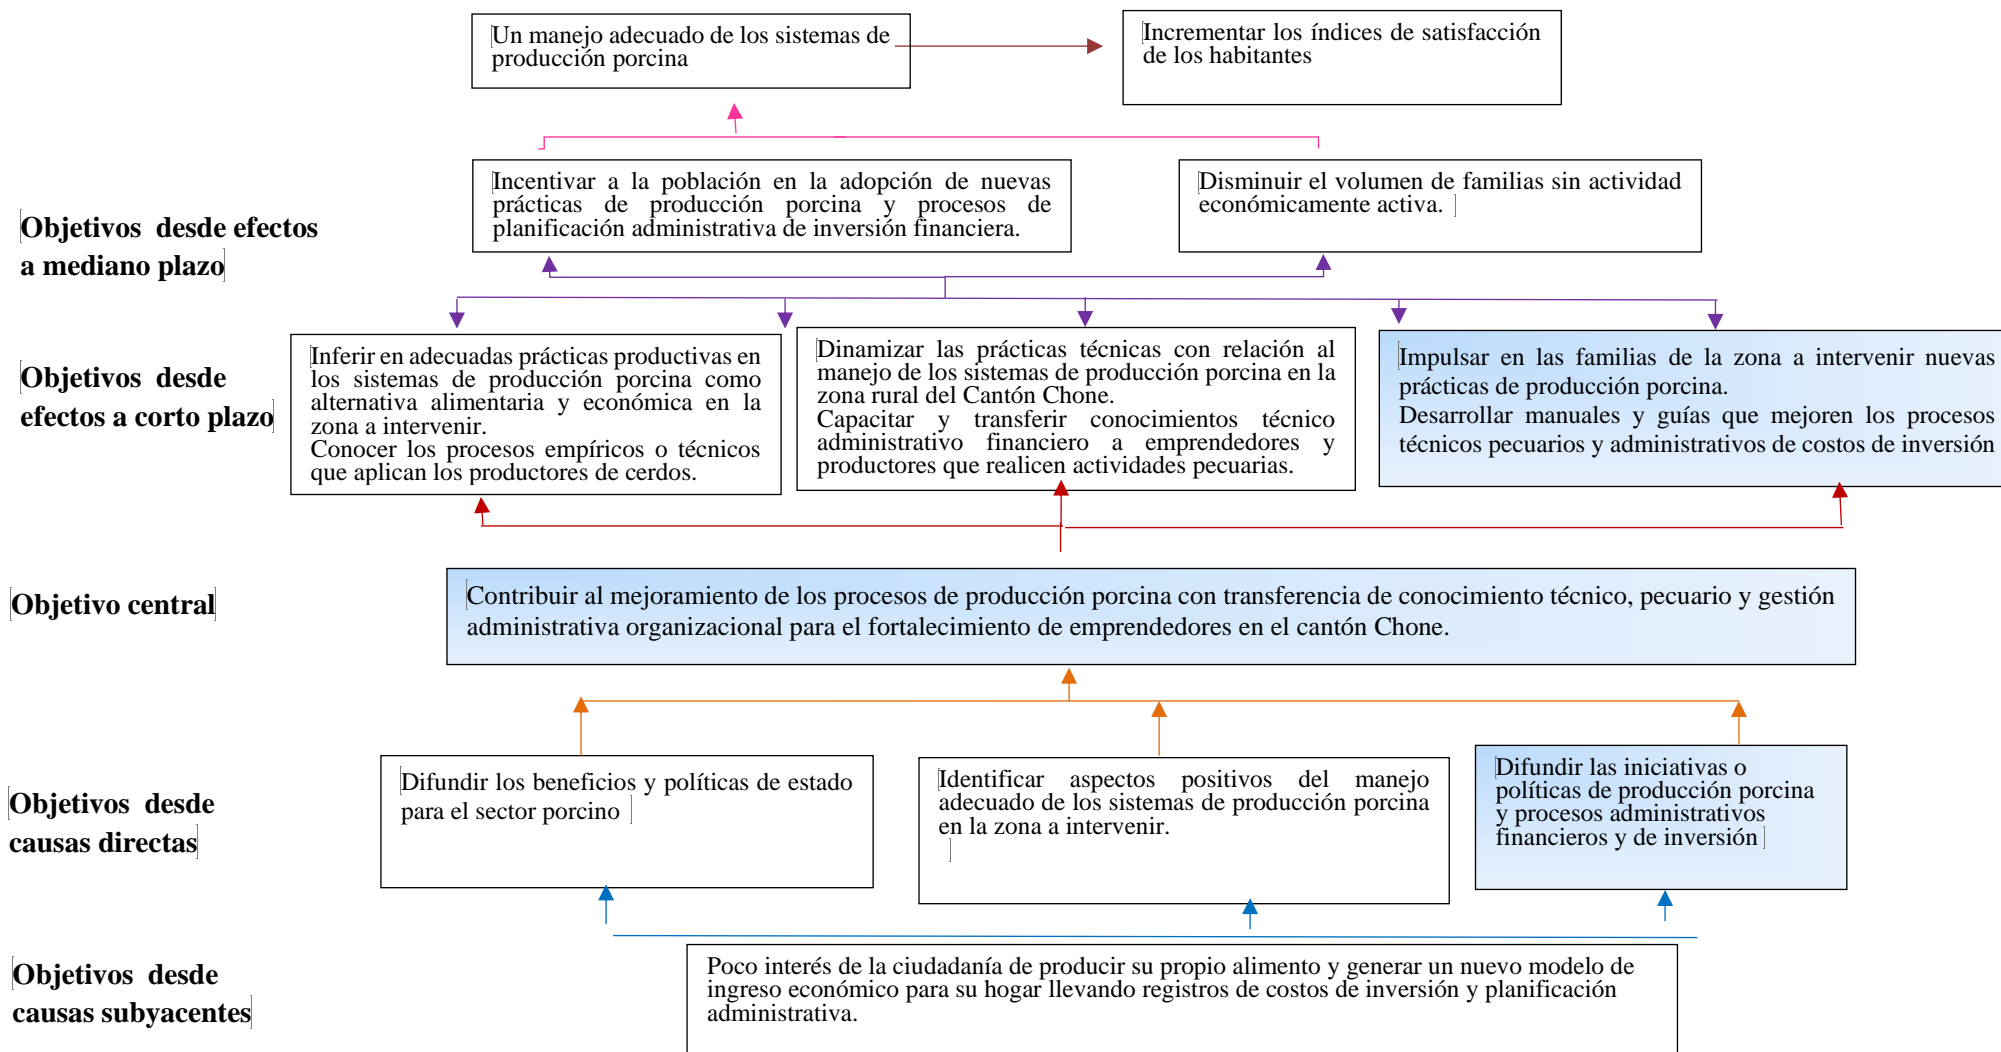 Un manejo adecuado de los sistemas de
producción porcina
Incrementar los índices de satisfacción
de los habitantes
Objetivos desde efectos
a mediano plazo
Incentivar a la población en la adopción de nuevas
prácticas de producción porcina y procesos de
planificación administrativa de inversión financiera.
Disminuir el volumen de familias sin actividad
económicamente activa.
Objetivos desde
efectos a corto plazo
Inferir en adecuadas prácticas productivas en
los sistemas de producción porcina como
alternativa alimentaria y económica en la
zona a intervenir.
Conocer los procesos empíricos o técnicos
que aplican los productores de cerdos.
Dinamizar las prácticas técnicas con relación al
manejo de los sistemas de producción porcina en la
zona rural del Cantón Chone.
Capacitar y transferir conocimientos técnico
administrativo financiero a emprendedores y
productores que realicen actividades pecuarias.
Impulsar en las familias de la zona a intervenir nuevas
prácticas de producción porcina.
Desarrollar manuales y guías que mejoren los procesos
técnicos pecuarios y administrativos de costos de inversión
Objetivo central
Contribuir al mejoramiento de los procesos de producción porcina con transferencia de conocimiento técnico, pecuario y gestión
administrativa organizacional para el fortalecimiento de emprendedores en el cantón Chone.
Objetivos desde
causas directas
Difundir los beneficios y políticas de estado
para el sector porcino
Identificar aspectos positivos del manejo
adecuado de los sistemas de producción porcina
en la zona a intervenir.
Difundir las iniciativas o
políticas de producción porcina
y procesos administrativos
financieros y de inversión
Objetivos desde
causas subyacentes
Poco interés de la ciudadanía de producir su propio alimento y generar un nuevo modelo de
ingreso económico para su hogar llevando registros de costos de inversión y planificación
administrativa.